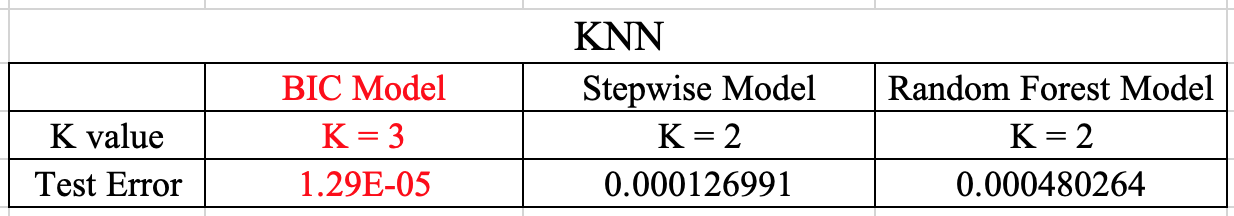 KNN
BIC Model Stepwise Model Random Forest Model
K value K = 3 K = 2 K = 2
Test Error 1.29E-05 0.000126991 0.000480264